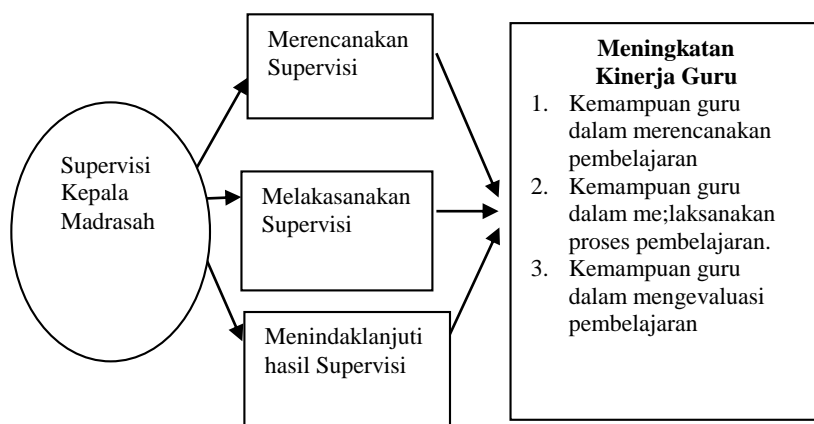 Supervisi
Kepala
Madrasah
Merencanakan
Supervisi
Melakasanakan
Supervisi
Menindaklanjuti
hasil Supervisi
Meningkatan
Kinerja Guru
1. Kemampuan guru
dalam merencanakan
pembelajaran
2. Kemampuan guru
dalam me;laksanakan
proses pembelajaran.
3. Kemampuan guru
dalam mengevaluasi
pembelajaran